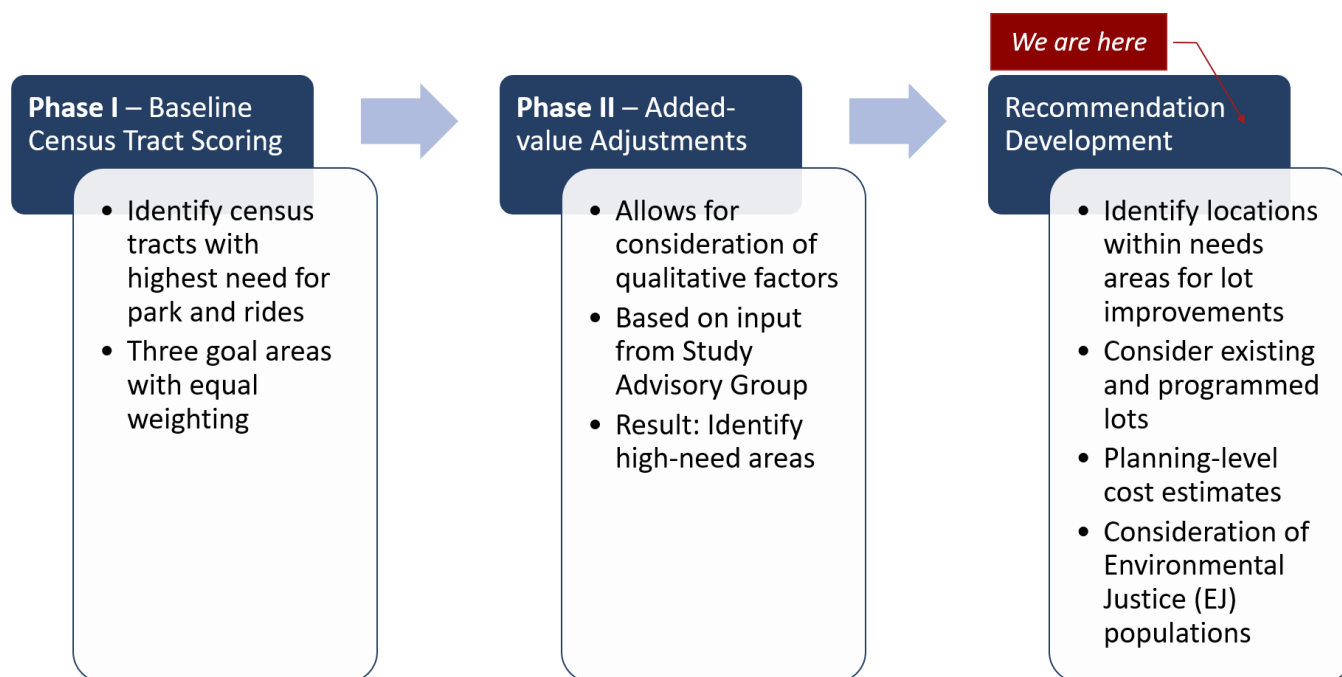 We are here
Phase I – Baseline
Census Tract Scoring
• Identify census
tracts with
highest need for
park and rides
• Three goal areas
with equal
weighting
Phase II – Added-
value Adjustments
• Allows for
consideration of
qualitative factors
• Based on input
from Study
Advisory Group
• Result: Identify
high-need areas
Recommendation
Development
• Identify locations
within needs
areas for lot
improvements
• Consider existing
and programmed
lots
• Planning-level
cost estimates
• Consideration of
Environmental
Justice (EJ)
populations